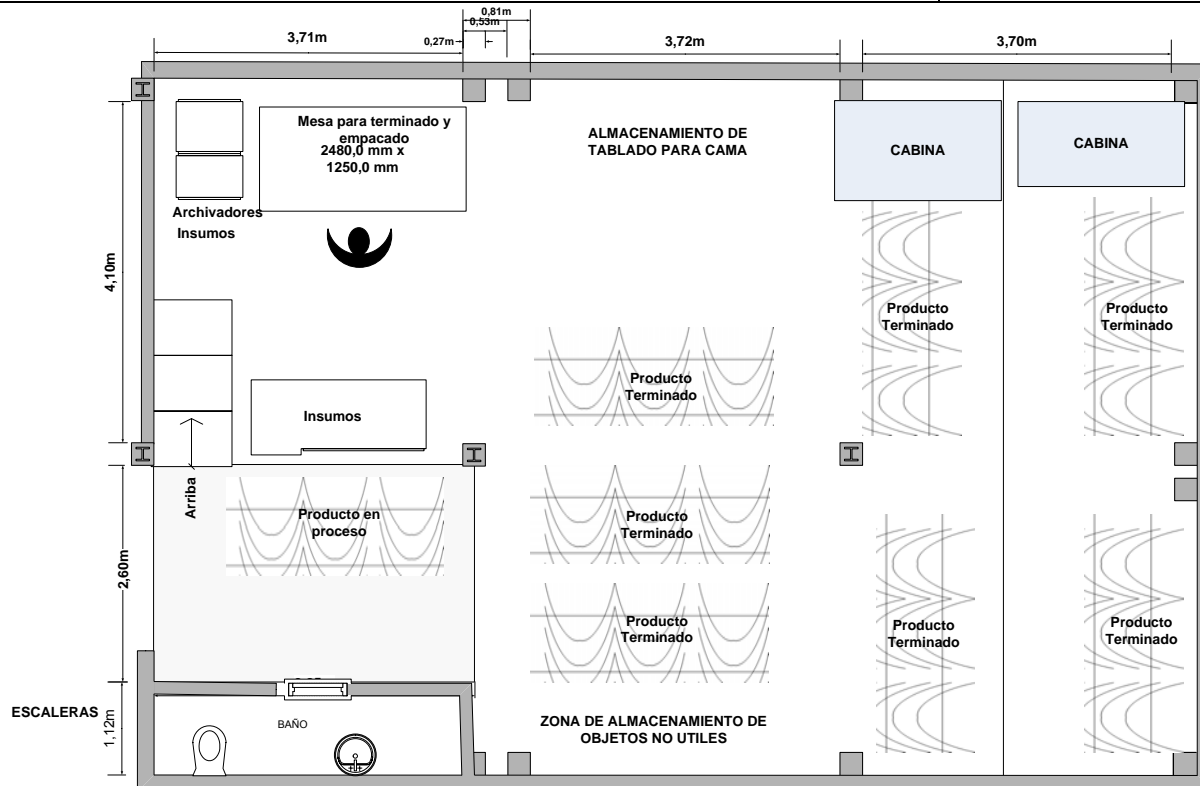 0,81m
0,53m
0,27m
3,71m
3,72m
3,70m
Mesa para terminado y
empacado
2480,0 mm x
1250,0 mm
ALMACENAMIENTO DE
TABLADO PARA CAMA
CABINA
CABINA
Archivadores
Insumos
4,10m
Producto
Terminado
Producto
Terminado
Producto
Terminado
Insumos
Arriba
Producto en
proceso
Producto
Terminado
2,60m
Producto
Terminado
Producto
Terminado
Producto
Terminado
ESCALERAS
1,12m
BAÑO
ZONA DE ALMACENAMIENTO DE
OBJETOS NO UTILES